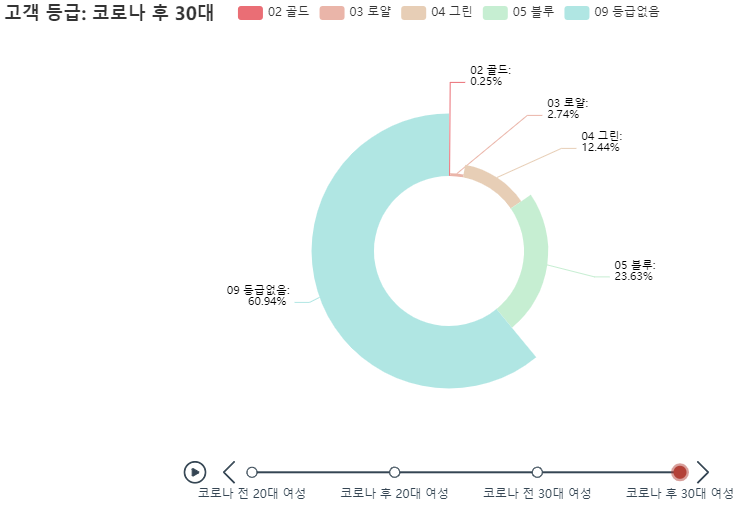 고객 등급: 코로나 후 30대
02 골드
03 로얄
04 그린
05 블루
09 등급없음
02 골드:
0.25%
03 로얄:
2.74%
04 그린:
12.44%
05 블루:
23.63%
09 등급없음:
60.94%
코로나 전 20대 여성
코로나 후 20대 여성
코로나 전 30대 여성
코로나 후 30대 여성